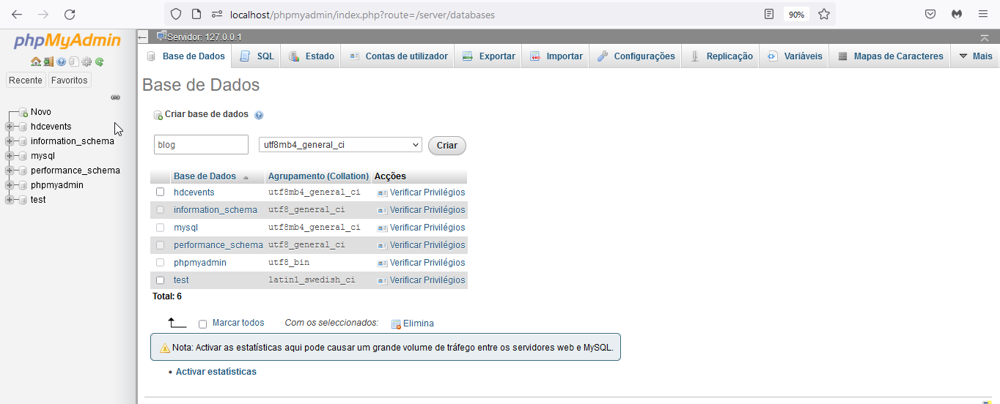 localhost/phpmyadmin/index.php?route=/server/databases
90%
phpMyAdmin
Recente Favoritos
Novo
hdcevents
information_schema
mysql
performance_schema
phpmyadmin
test
Servidor: 127.0.0.1
Base de Dados SQL Estado Contas de utilizador Exportar Importar Configurações Replicação Variáveis Mapas de Caracteres Mais
Base de Dados
Criar base de dados
blog utf8mb4_general_ci Criar
Base de Dados Agrupamento (Collation) Acções
hdcevents utf8mb4_general_ci Verificar Privilégios
information_schema utf8_general_ci Verificar Privilégios
mysql utf8mb4_general_ci Verificar Privilégios
performance_schema utf8_general_ci Verificar Privilégios
phpmyadmin utf8_bin Verificar Privilégios
test latin1_swedish_ci Verificar Privilégios
Total: 6
Marcar todos Com os seleccionados: Elimina
Nota: Activar as estatísticas aqui pode causar um grande volume de tráfego entre os servidores web e MySQL.
• Activar estatísticas